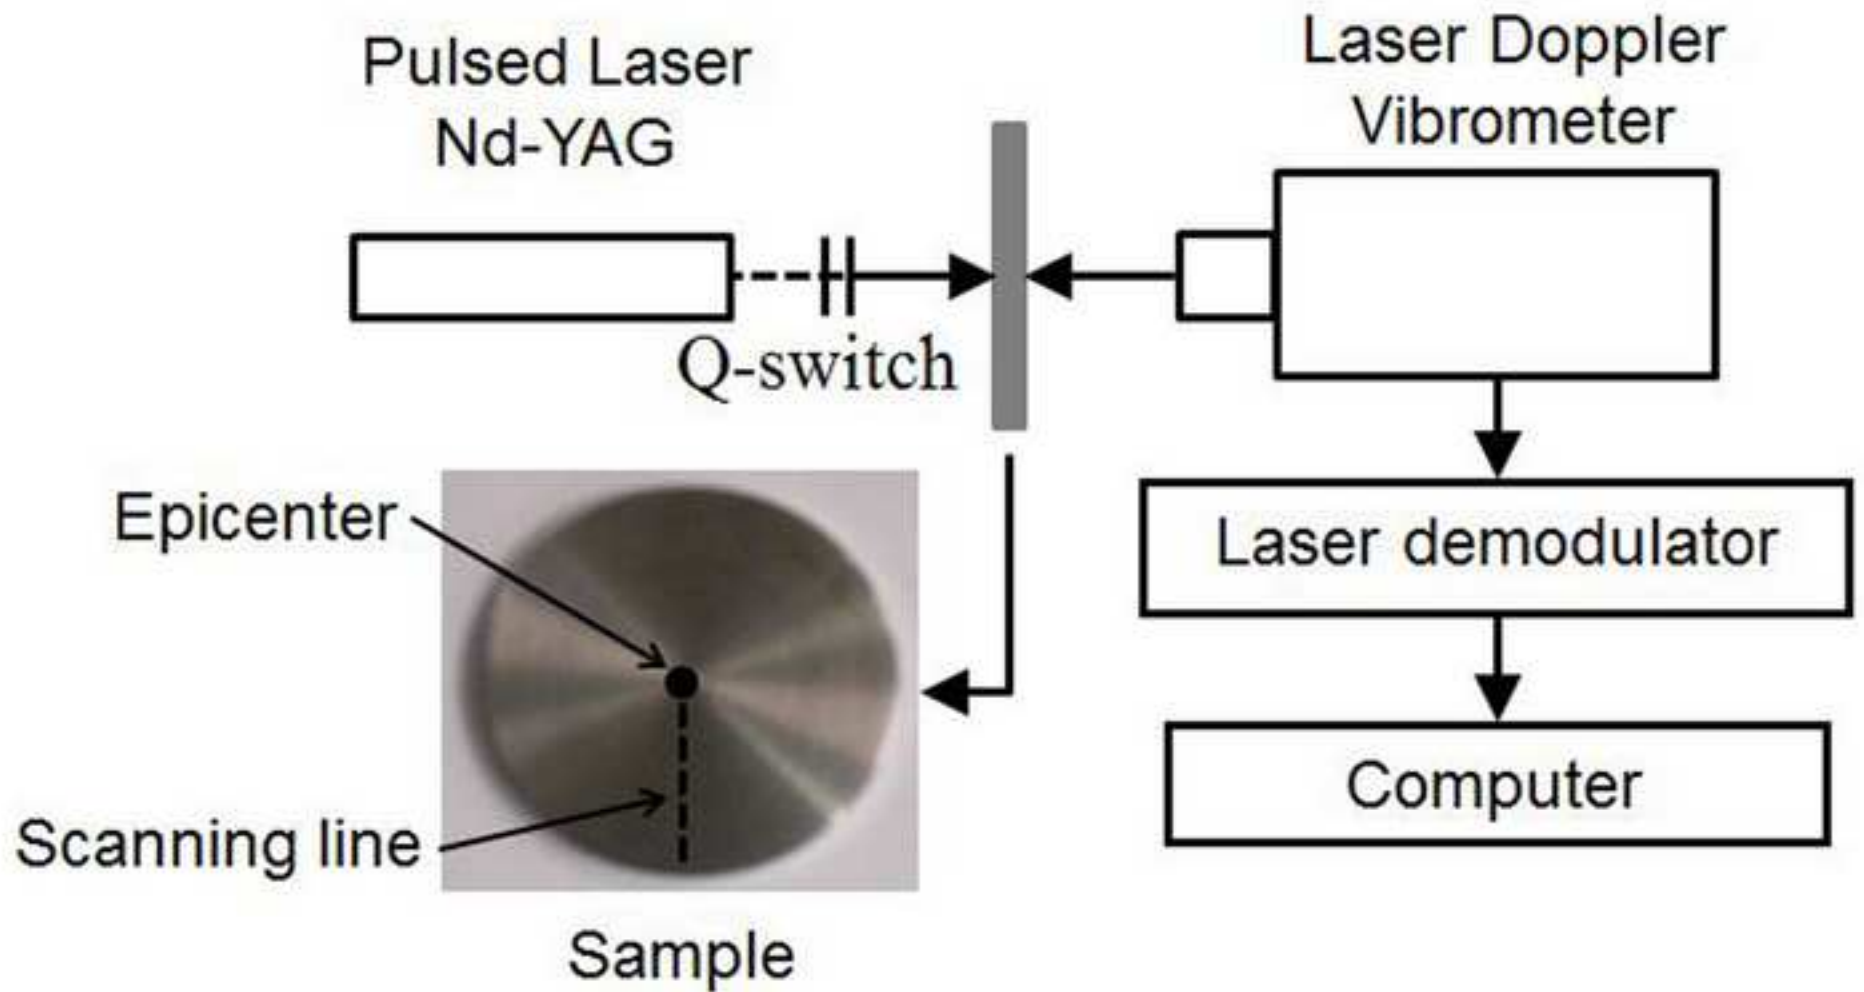 Pulsed Laser
Nd-YAG
Laser Doppler
Vibrometer
Q-switch
Epicenter
Laser demodulator
Scanning line
Computer
Sample